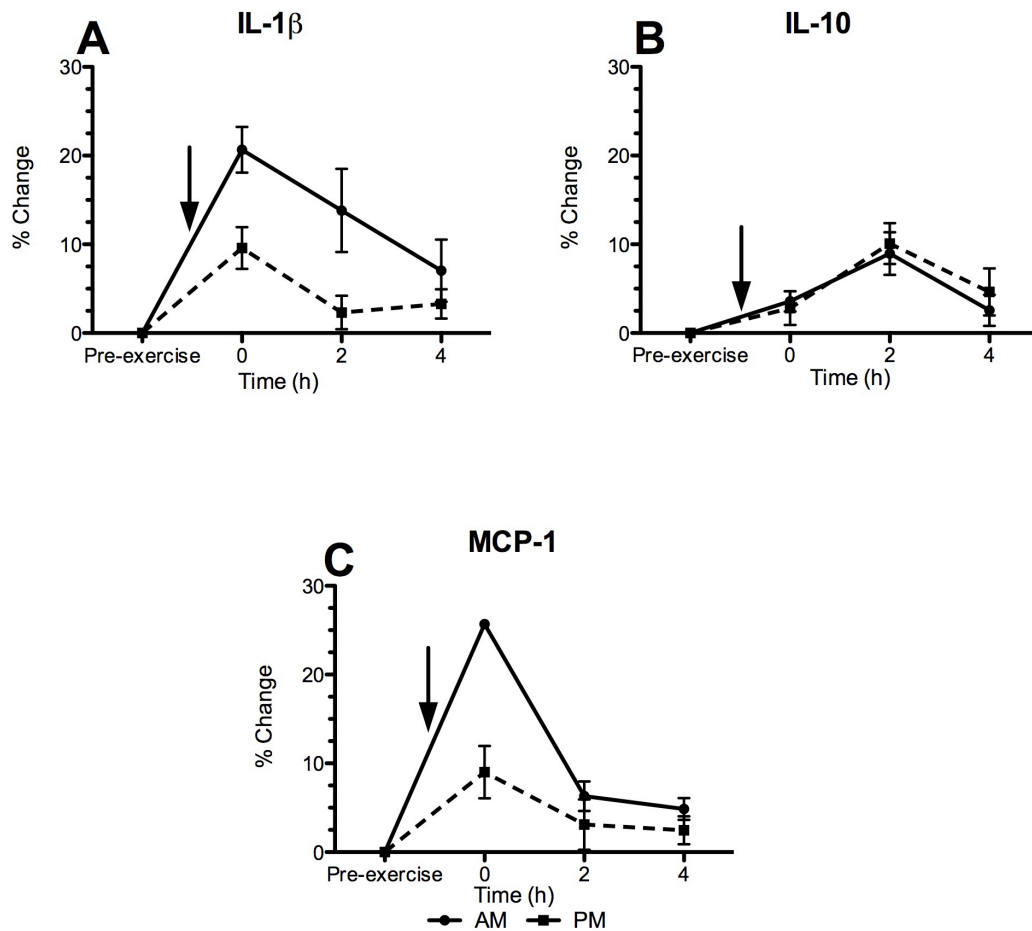 A
IL-1β
30
20
10
0
% Change
Pre-exercise 0 2 4
Time (h)
B
IL-10
30
20
10
0
% Change
Pre-exercise 0 2 4
Time (h)
C
MCP-1
30
20
10
0
% Change
Pre-exercise 0 2 4
Time (h)
AM PM